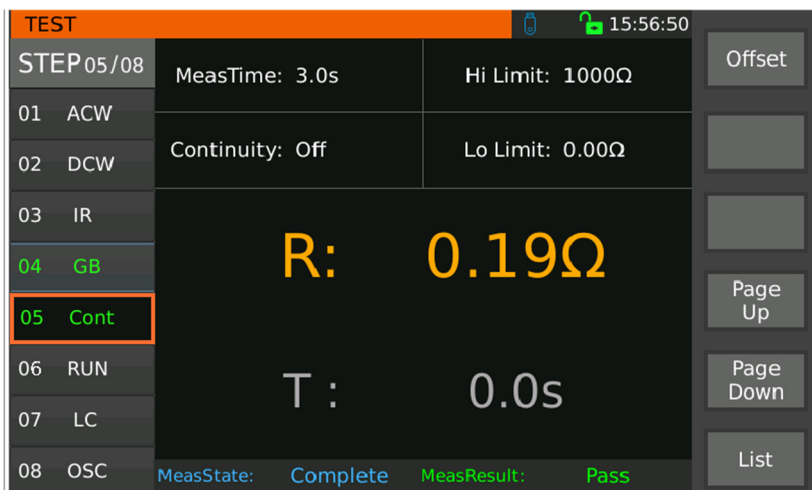 TEST
15:56:50
STEP 05/08
01 ACW
02 DCW
03 IR
04 GB
05 Cont
06 RUN
07 LC
08 OSC
MeasTime: 3.0s
Hi Limit: 1000Ω
Continuity: Off
Lo Limit: 0.00Ω
R: 0.19Ω
T : 0.0s
MeasState: Complete
MeasResult: Pass
Offset
Page
Up
Page
Down
List